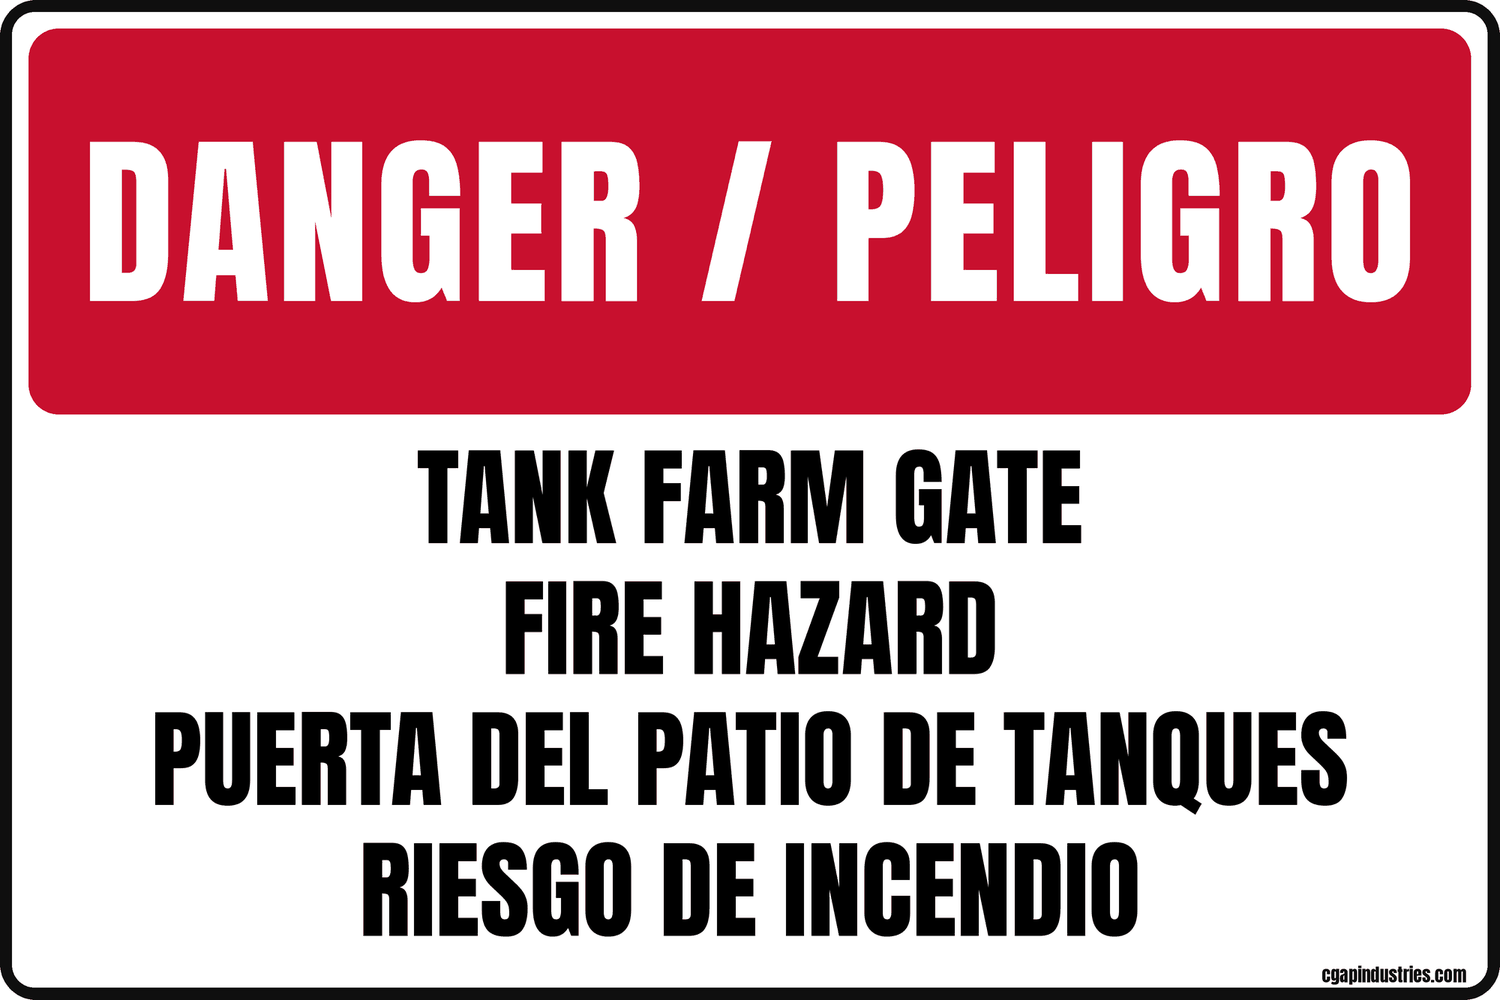 DANGER / PELIGRO
TANK FARM GATE
FIRE HAZARD
PUERTA DEL PATIO DE TANQUES
RIESGO DE INCENDIO
cgapindustries.com